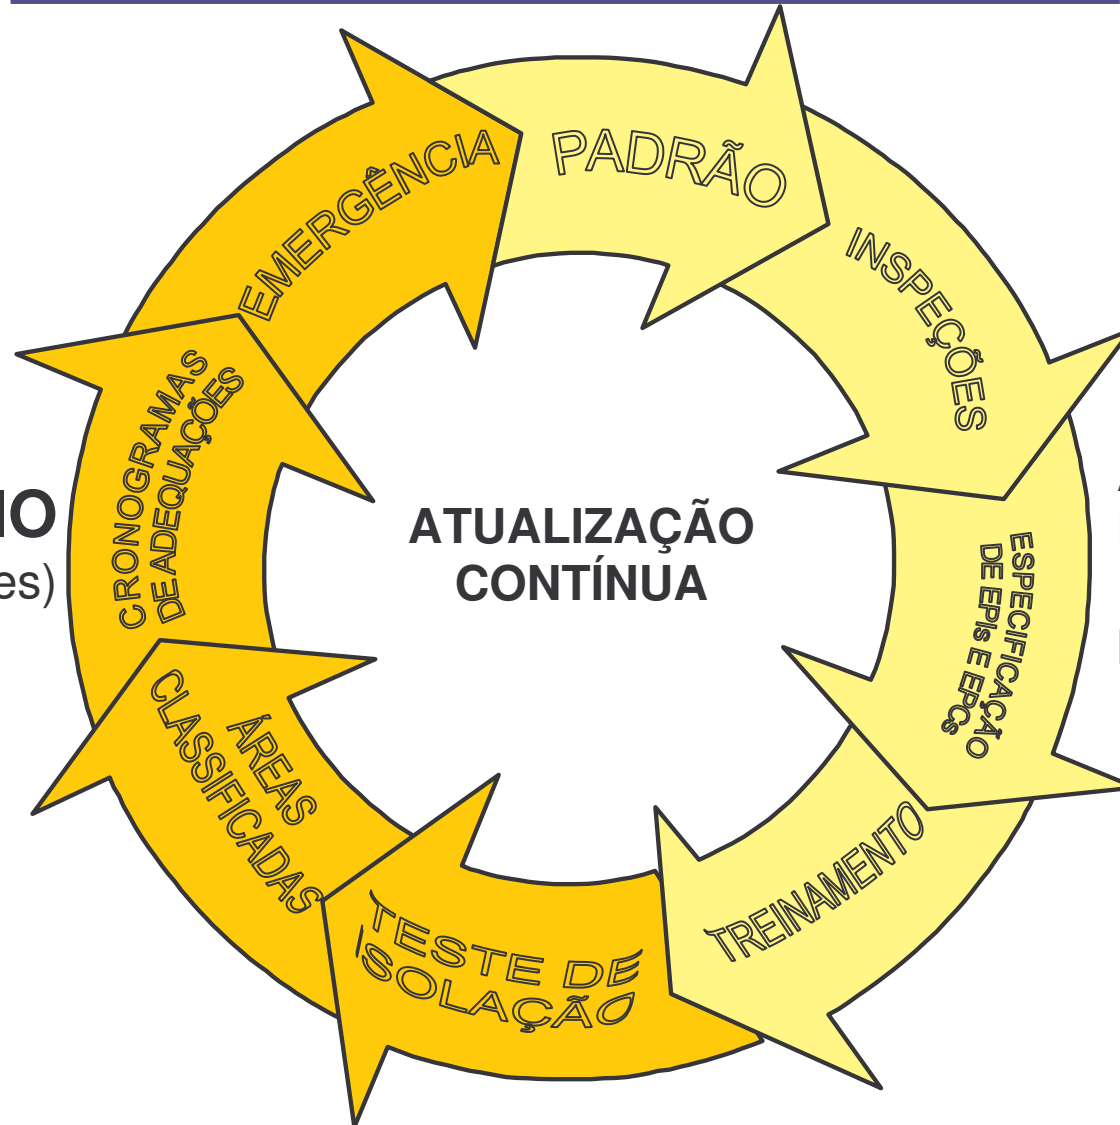 EMERGÊNCIA
PADRÃO
INSPEÇÕES
ESPECIFICAÇÃO
DE EPIs E EPCs
TREINAMENTO
TESTE DE
ISOLAÇÃO
ÁREAS
CLASSIFICADAS
CRONOGRAMAS
DE ADEQUAÇÕES
ATUALIZAÇÃO
CONTÍNUA
es)